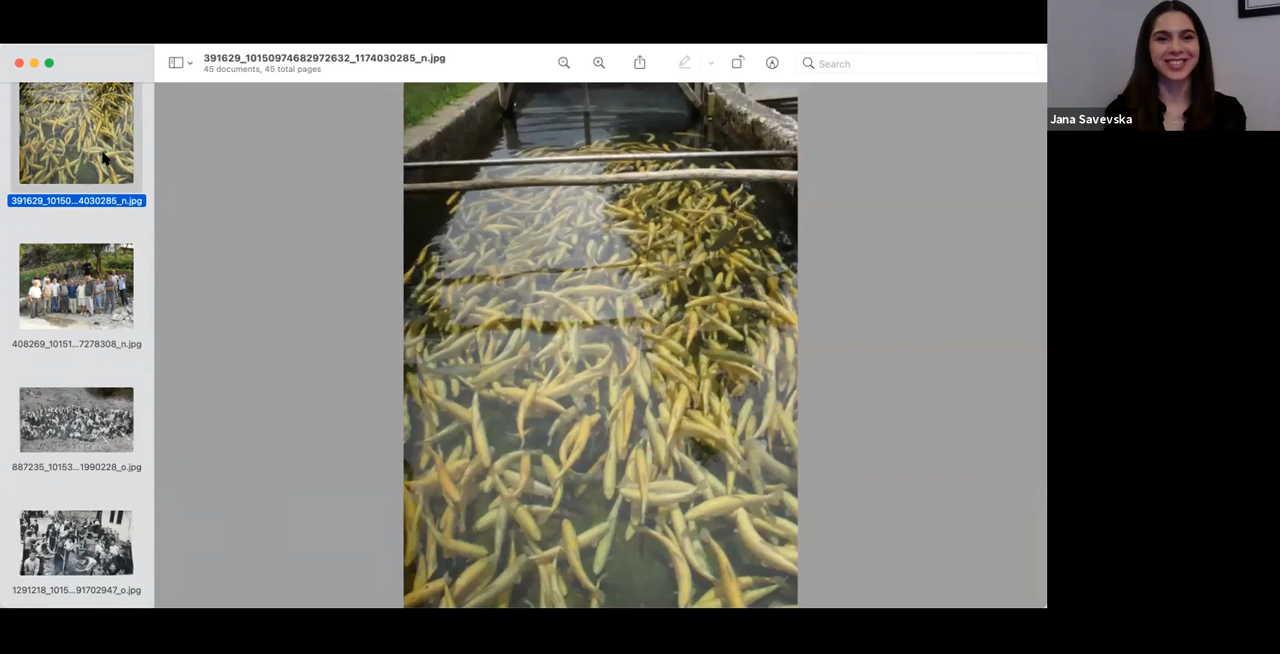 391629_10150974682972632_1174030285_n.jpg
45 documents, 45 total pages
Search
Jana Savevska
391629_10150...4030285_n.jpg
408269_10151...7278308_n.jpg
887235_10153...1990228_o.jpg
1291218_1015...91702947_o.jpg